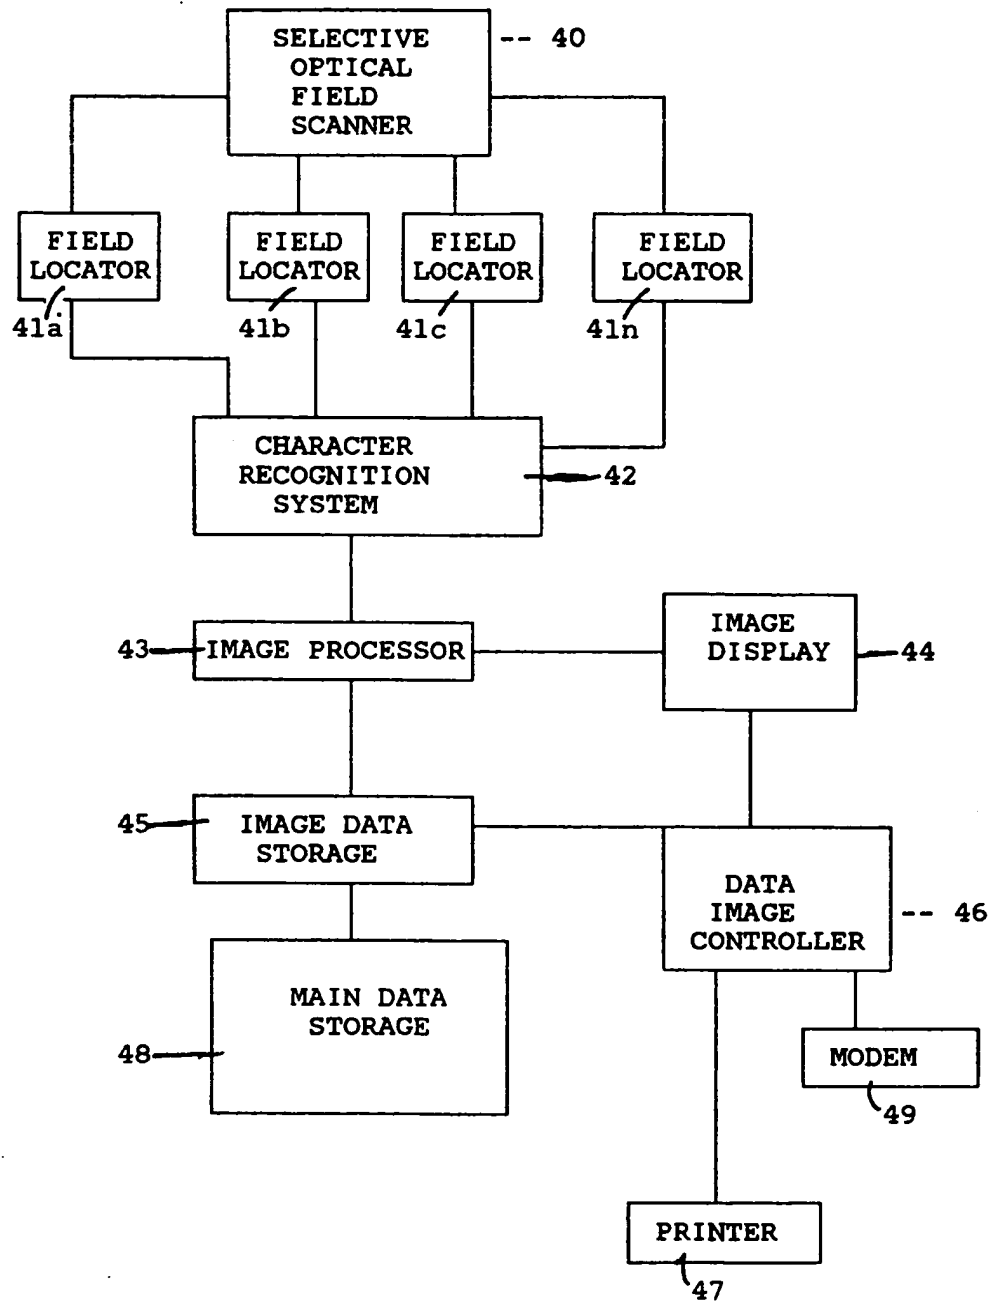 SELECTIVE -- 40
OPTICAL
FIELD
SCANNER
FIELD
LOCATOR
41a
FIELD
LOCATOR
41b
FIELD
LOCATOR
41c
FIELD
LOCATOR
41n
CHARACTER
RECOGNITION
SYSTEM
42
43
IMAGE PROCESSOR
IMAGE
DISPLAY
44
45
IMAGE DATA
STORAGE
DATA
IMAGE
CONTROLLER
-- 46
MAIN DATA
STORAGE
48
MODEM
49
PRINTER
47